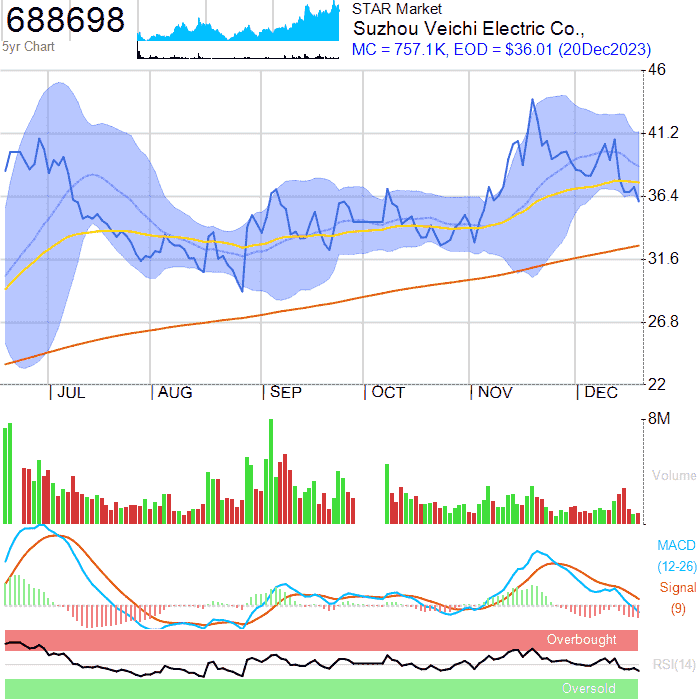 688698
5yr Chart
STAR Market
Suzhou Veichi Electric Co.,
MC = 757.1K, EOD = $36.01 (20Dec2023)
46
41.2
36.4
31.6
26.8
22
JUL AUG SEP OCT NOV DEC
8M
Volume
MACD
(12-26)
Signal
(9)
Overbought
RSI(14)
Oversold